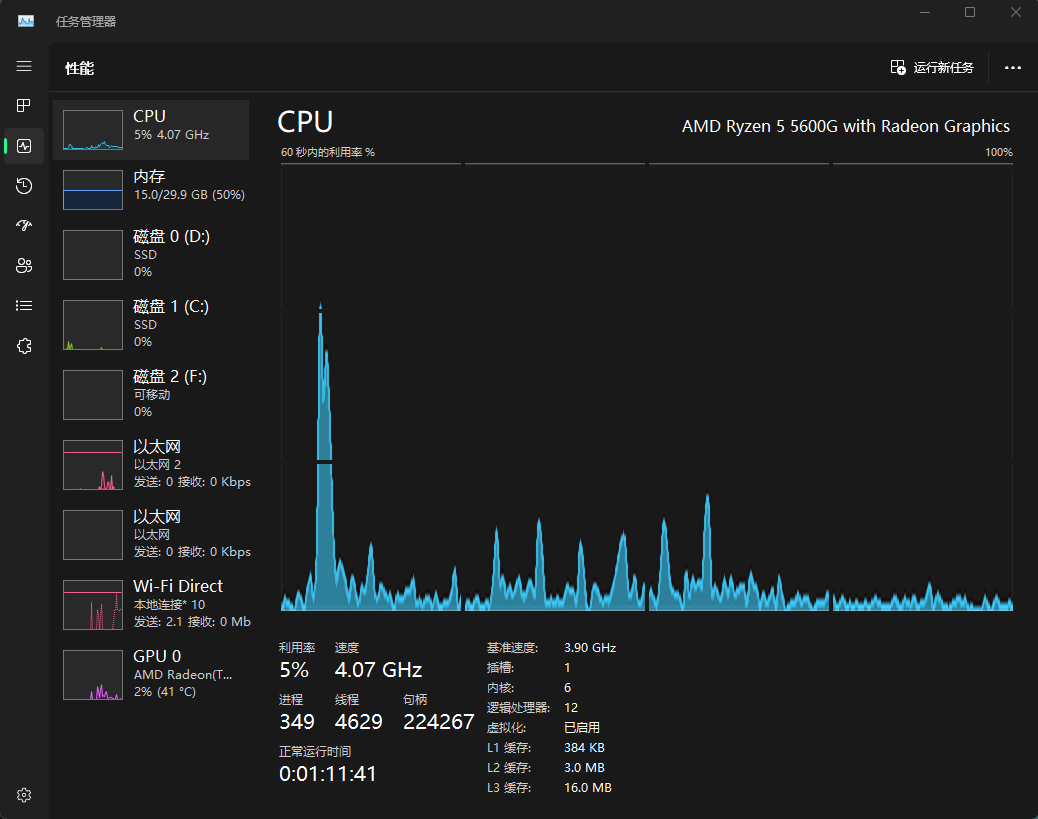 任务管理器
性能
运行新任务
CPU
5% 4.07 GHz
内存
15.0/29.9 GB (50%)
磁盘 0 (D:)
SSD
0%
磁盘 1 (C:)
SSD
0%
磁盘 2 (F:)
可移动
0%
以太网
以太网 2
发送: 0 接收: 0 Kbps
以太网
以太网
发送: 0 接收: 0 Kbps
Wi-Fi Direct
本地连接* 10
发送: 2.1 接收: 0 Mb
GPU 0
AMD Radeon(T...
2% (41 °C)
CPU
AMD Ryzen 5 5600G with Radeon Graphics
60 秒内的利用率 %
100%
利用率 速度
5% 4.07 GHz
进程 线程 句柄
349 4629 224267
正常运行时间
0:01:11:41
基准速度: 3.90 GHz
插槽: 1
内核: 6
逻辑处理器: 12
虚拟化: 已启用
L1 缓存: 384 KB
L2 缓存: 3.0 MB
L3 缓存: 16.0 MB